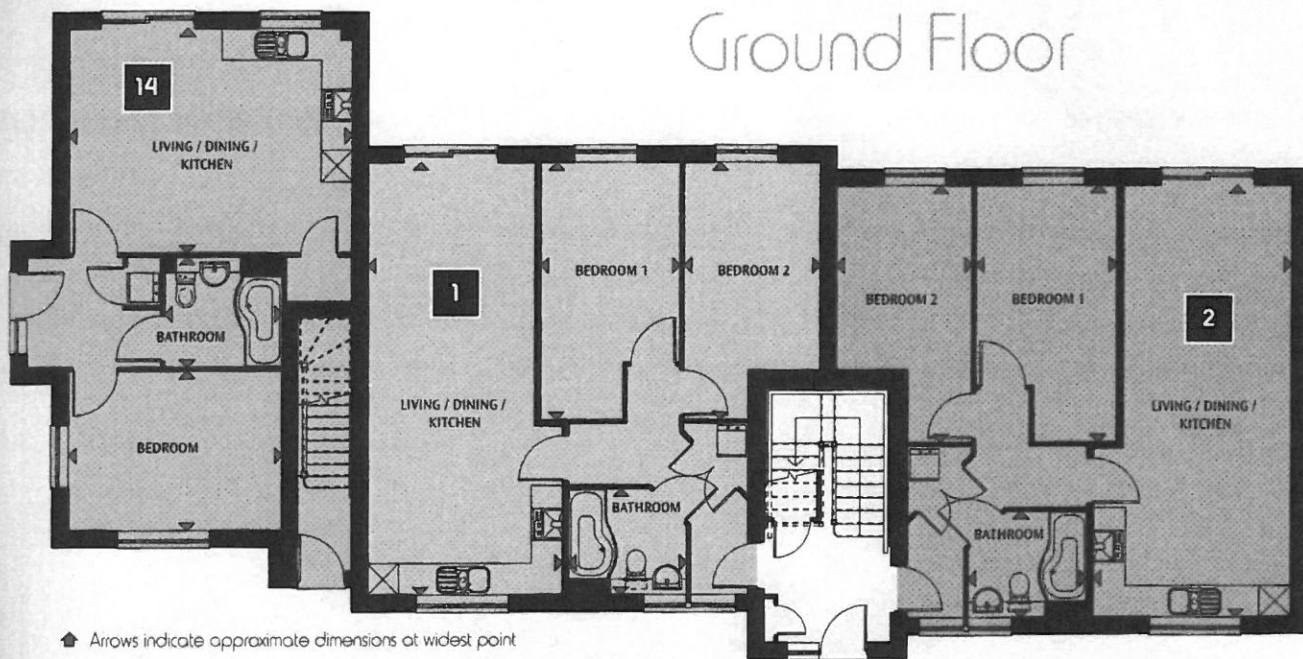 Ground Floor
14
LIVING / DINING /
KITCHEN
BATHROOM
BEDROOM
1
LIVING / DINING /
KITCHEN
BEDROOM 1
BEDROOM 2
BATHROOM
BEDROOM 2
BEDROOM 1
2
LIVING / DINING /
KITCHEN
BATHROOM
Arrows indicate approximate dimensions at widest point